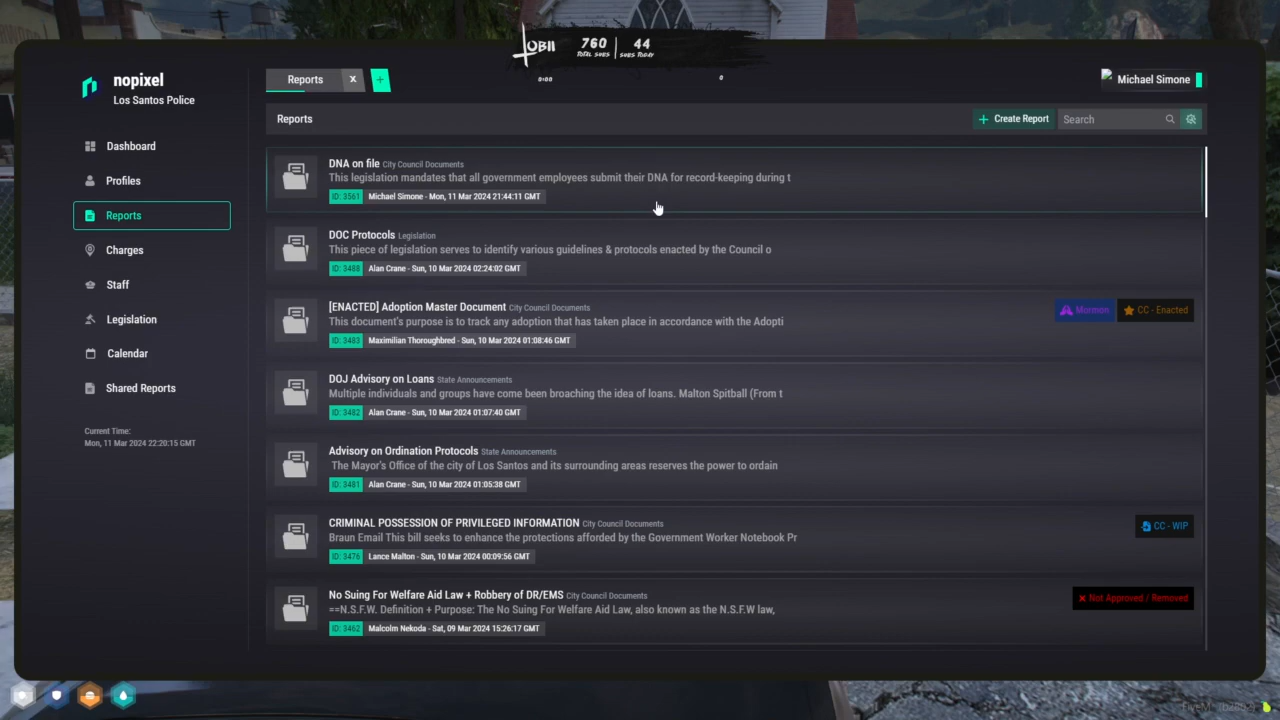 TOBII
760
TOTAL SUBS
44
SUBS TODAY
0:00
0
nopixel
Los Santos Police
Reports
x
+
Michael Simone
Reports
+ Create Report
Search
Dashboard
Profiles
Reports
Charges
Staff
Legislation
Calendar
Shared Reports
Current Time:
Mon, 11 Mar 2024 22:20:15 GMT
DNA on file City Council Documents
This legislation mandates that all government employees submit their DNA for record-keeping during t
ID: 3561 Michael Simone - Mon, 11 Mar 2024 21:44:11 GMT
DOC Protocols Legislation
This piece of legislation serves to identify various guidelines & protocols enacted by the Council o
ID: 3488 Alan Crane - Sun, 10 Mar 2024 02:24:02 GMT
[ENACTED] Adoption Master Document City Council Documents
This document's purpose is to track any adoption that has taken place in accordance with the Adopti
ID: 3483 Maximilian Thoroughbred - Sun, 10 Mar 2024 01:08:46 GMT
Mormon
CC - Enacted
DOJ Advisory on Loans State Announcements
Multiple individuals and groups have come been broaching the idea of loans. Malton Spitball (From t
ID: 3482 Alan Crane - Sun, 10 Mar 2024 01:07:40 GMT
Advisory on Ordination Protocols State Announcements
The Mayor's Office of the city of Los Santos and its surrounding areas reserves the power to ordain
ID: 3481 Alan Crane - Sun, 10 Mar 2024 01:05:38 GMT
CRIMINAL POSSESSION OF PRIVILEGED INFORMATION City Council Documents
Braun Email This bill seeks to enhance the protections afforded by the Government Worker Notebook Pr
ID: 3476 Lance Malton - Sun, 10 Mar 2024 00:09:56 GMT
CC - WIP
No Suing For Welfare Aid Law + Robbery of DR/EMS City Council Documents
==N.S.F.W. Definition + Purpose: The No Suing For Welfare Aid Law, also known as the N.S.F.W law,
ID: 3462 Malcolm Nekoda - Sat, 09 Mar 2024 15:26:17 GMT
× Not Approved / Removed
FiveM